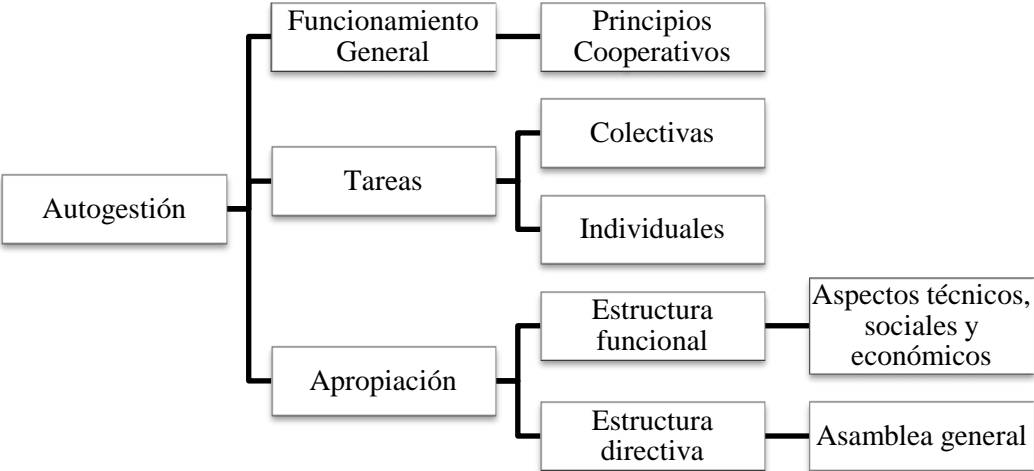 Funcionamiento
General
Principios
Cooperativos
Colectivas
Tareas
Individuales
Autogestión
Estructura
funcional
Aspectos técnicos,
sociales y
económicos
Apropiación
Estructura
directiva
Asamblea general